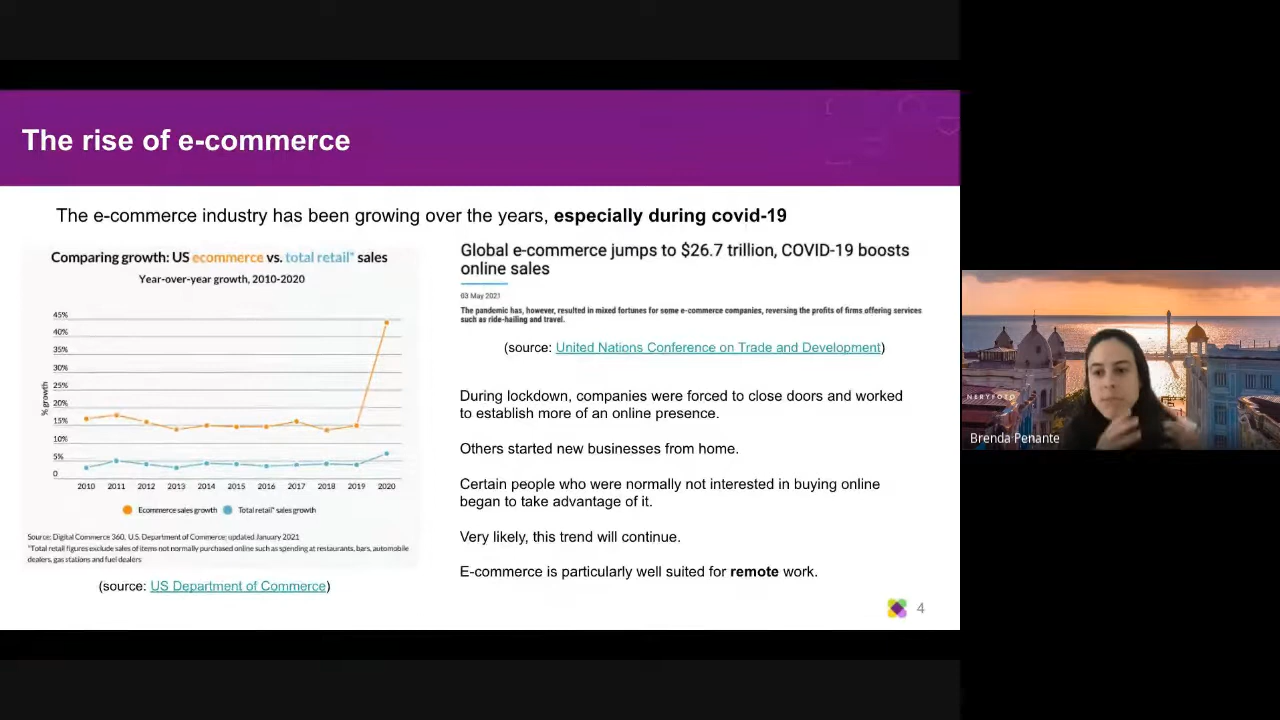 The rise of e-commerce
The e-commerce industry has been growing over the years, especially during covid-19
Comparing growth: US ecommerce vs. total retail* sales
Year-over-year growth, 2010-2020
45%
40%
35%
30%
25%
20%
15%
10%
5%
0
% growth
2010 2011 2012 2013 2014 2015 2016 2017 2018 2019 2020
Ecommerce sales growth Total retail* sales growth
Source: Digital Commerce 360, U.S. Department of Commerce; updated January 2021
*Total retail figures exclude sales of items not normally purchased online such as spending at restaurants, bars, automobile
dealers, gas stations and fuel dealers
(source: US Department of Commerce)
Global e-commerce jumps to $26.7 trillion, COVID-19 boosts
online sales
03 May 2021
The pandemic has, however, resulted in mixed fortunes for some e-commerce companies, reversing the profits of firms offering services
such as ride-hailing and travel.
(source: United Nations Conference on Trade and Development)
During lockdown, companies were forced to close doors and worked
to establish more of an online presence.
Others started new businesses from home.
Certain people who were normally not interested in buying online
began to take advantage of it.
Very likely, this trend will continue.
E-commerce is particularly well suited for remote work.
4
NERYFOTO
Brenda Penante